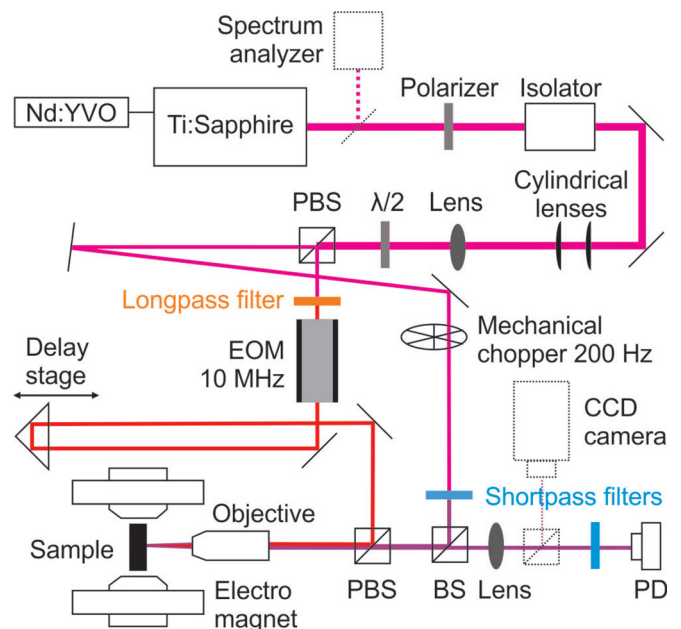 Spectrum
analyzer
Nd:YVO
Ti:Sapphire
Polarizer
Isolator
PBS
λ/2
Lens
Cylindrical
lenses
Longpass filter
EOM
10 MHz
Mechanical
chopper 200 Hz
Delay
stage
CCD
camera
Shortpass filters
Objective
Sample
Electro
magnet
PBS
BS
Lens
PD